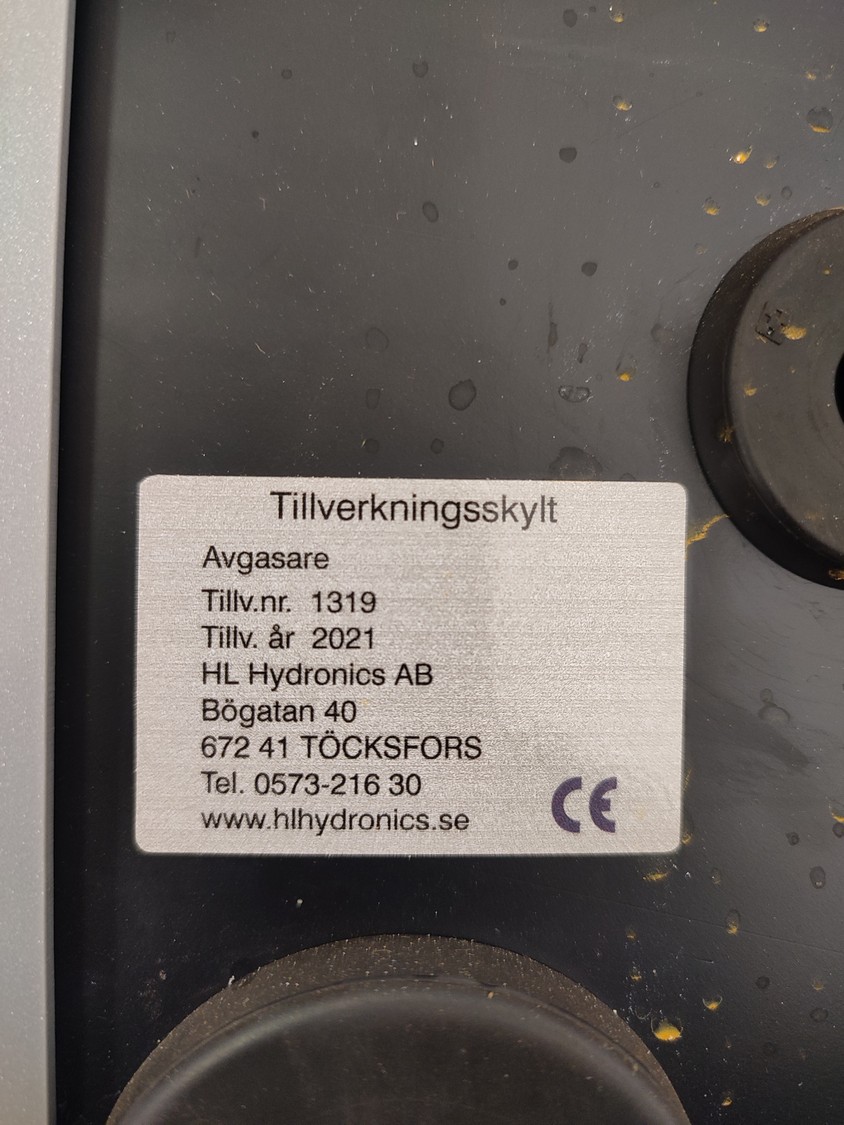 Tillverkningsskylt
Avgasare
Tillv.nr. 1319
Tillv. år 2021
HL Hydronics AB
Bögatan 40
672 41 TÖCKSFORS
Tel. 0573-216 30
www.hlhydronics.se
CE